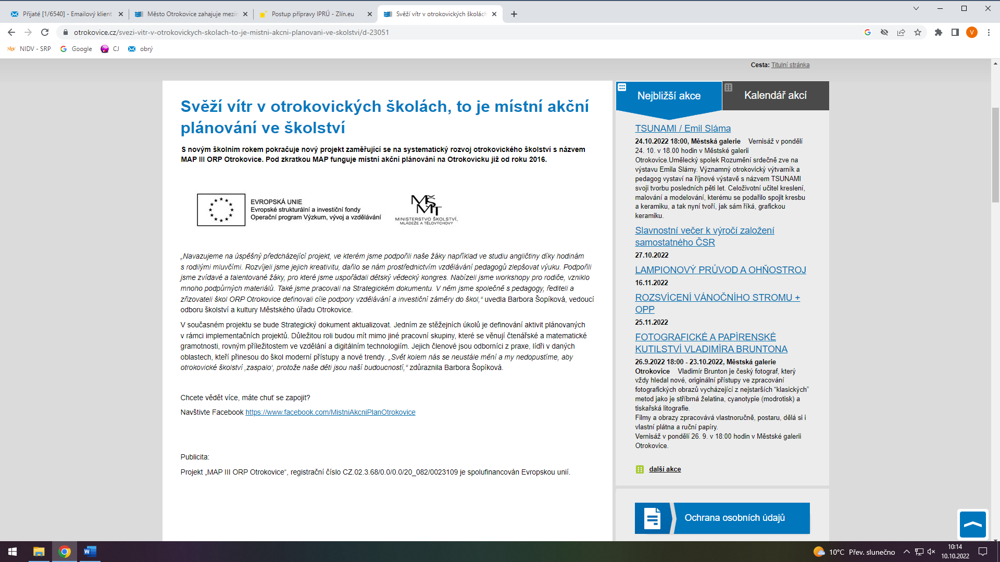 Přijaté [1/6540] - Emailový klient
Město Otrokovice zahajuje mezin
Postup přípravy IPRÚ - Zlín.eu
Svěží vítr v otrokovických školách
otrokovice.cz/svezi-vitr-v-otrokovickych-skolach-to-je-mistni-akcni-planovani-ve-skolstvi/d-23051
V
NIDV - SRP
Google
CJ
obrý
Cesta: Titulní stránka
Svěží vítr v otrokovických školách, to je místní akční
plánování ve školství
S novým školním rokem pokračuje nový projekt zaměřující se na systematický rozvoj otrokovického školství s názvem
MAP III ORP Otrokovice. Pod zkratkou MAP funguje místní akční plánování na Otrokovicku již od roku 2016.
EVROPSKÁ UNIE
Evropské strukturální a investiční fondy
Operační program Výzkum, vývoj a vzdělávání
MŠMT
MINISTERSTVO ŠKOLSTVÍ,
MLÁDEŽE A TĚLOVÝCHOVY
„Navazujeme na úspěšný předcházející projekt, ve kterém jsme podpořili naše žáky například ve studiu angličtiny díky hodinám
s rodilými mluvčími. Rozvíjeli jsme jejich kreativitu, dařilo se nám prostřednictvím vzdělávání pedagogů zlepšovat výuku. Podpořili
jsme zvídavé a talentované žáky, pro které jsme uspořádali dětský vědecký kongres. Nabízeli jsme workshopy pro rodiče, vzniklo
mnoho podpůrných materiálů. Také jsme pracovali na Strategickém dokumentu. V něm jsme společně s pedagogy, řediteli a
zřizovateli škol ORP Otrokovice definovali cíle podpory vzdělávání a investiční záměry do škol,“ uvedla Barbora Šopíková, vedoucí
odboru školství a kultury Městského úřadu Otrokovice.
V současném projektu se bude Strategický dokument aktualizovat. Jedním ze stěžejních úkolů je definování aktivit plánovaných
v rámci implementačních projektů. Důležitou roli budou mít mimo jiné pracovní skupiny, které se věnují čtenářské a matematické
gramotnosti, rovným příležitostem ve vzdělání a digitálním technologiím. Jejich členové jsou odborníci z praxe, lídři v daných
oblastech, kteří přinesou do škol moderní přístupy a nové trendy. „Svět kolem nás se neustále mění a my nedopustíme, aby
otrokovické školství ‚zaspalo‘, protože naše děti jsou naší budoucností,“ zdůraznila Barbora Šopíková.
Chcete vědět více, máte chuť se zapojit?
Navštivte Facebook https://www.facebook.com/MistniAkcniPlanOtrokovice
Publicita:
Projekt „MAP III ORP Otrokovice“, registrační číslo CZ.02.3.68/0.0/0.0/20_082/0023109 je spolufinancován Evropskou unií.
Nejbližší akce
Kalendář akcí
TSUNAMI / Emil Sláma
24.10.2022 18:00, Městská galerie Vernisáž v pondělí
24. 10. v 18.00 hodin v Městské galerii
Otrokovice.Umělecký spolek Rozumění srdečně zve na
výstavu Emila Slámy. Významný otrokovický výtvarník a
pedagog vystaví na říjnové výstavě s názvem TSUNAMI
svoji tvorbu posledních pěti let. Celoživotní učitel kreslení,
malování a modelování, kterému se podařilo spojit kresbu
a keramiku, a tak nyní tvoří, jak sám říká, grafickou
keramiku.
Slavnostní večer k výročí založení
samostatného ČSR
27.10.2022
LAMPIONOVÝ PRŮVOD A OHŇOSTROJ
16.11.2022
ROZSVÍCENÍ VÁNOČNÍHO STROMU +
OPP
25.11.2022
FOTOGRAFICKÉ A PAPÍRENSKÉ
KUTILSTVÍ VLADIMÍRA BRUNTONA
26.9.2022 18:00 - 23.10.2022, Městská galerie
Otrokovice Vladimír Brunton je český fotograf, který
vždy hledal nové, originální přístupy ve zpracování
fotografických obrazů vycházející z nejstarších “klasických”
metod jako je stříbrná želatina, cyanotypie (modrotisk) a
tiskařská litografie.
Filmy a obrazy zpracovává vlastnoručně, postaru, dělá si i
vlastní plátna a ruční papíry.
Vernisáž v pondělí 26. 9. v 18:00 hodin v Městské galerii
Otrokovice.
další akce
Ochrana osobních údajů
10°C Přev. slunečno
10:14
10.10.2022